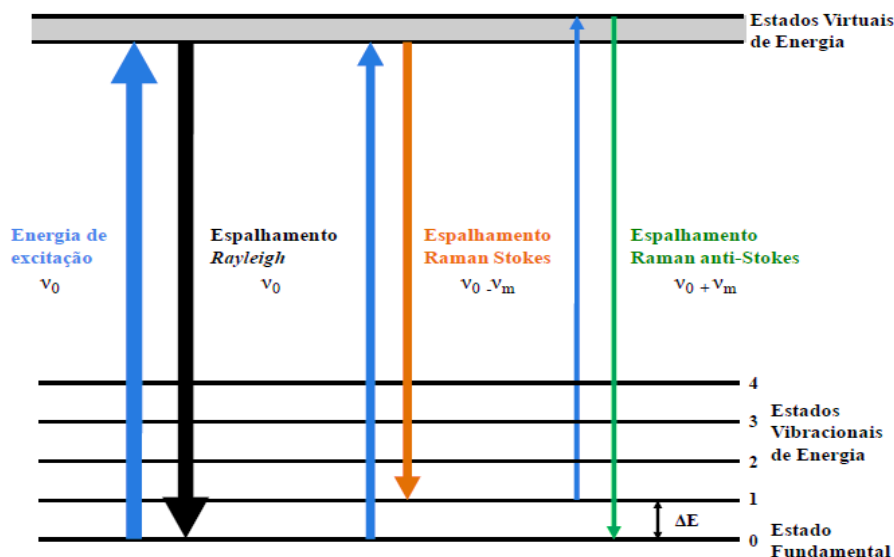 Estados Virtuais
de Energia
Energia de
excitação
ν0
Espalhamento
Rayleigh
ν0
Espalhamento
Raman Stokes
ν0 -νm
Espalhamento
Raman anti-Stokes
ν0 + νm
4
3
2
1
0
Estados
Vibracionais
de Energia
ΔE
Estado
Fundamental